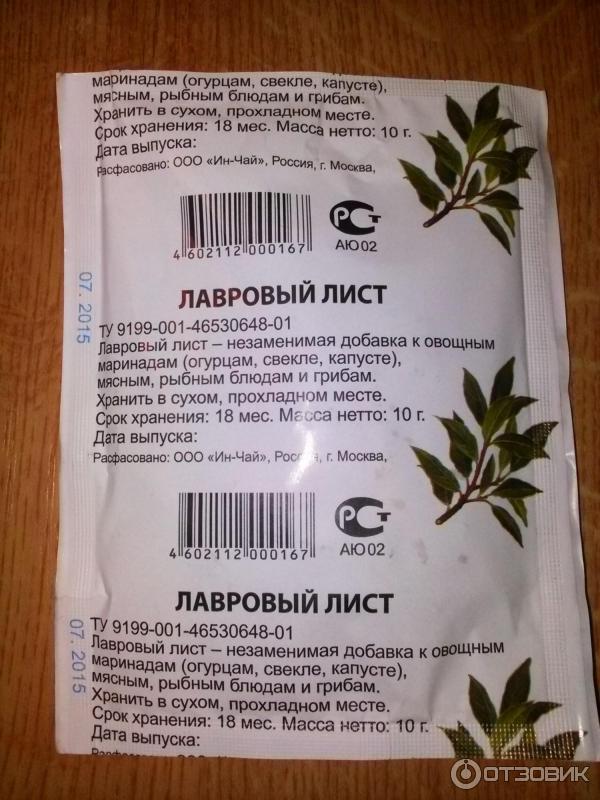 маринадам (огурцам, свекле, капусте),
мясным, рыбным блюдам и грибам.
Хранить в сухом, прохладном месте.
Срок хранения: 18 мес. Масса нетто: 10 г.
Дата выпуска:
Расфасовано: ООО «Ин-Чай», Россия, г. Москва,
4 602112 000167
РСТ
АЮ02
07. 2015
ЛАВРОВЫЙ ЛИСТ
ТУ 9199-001-46530648-01
Лавровый лист – незаменимая добавка к овощным
маринадам (огурцам, свекле, капусте),
мясным, рыбным блюдам и грибам.
Хранить в сухом, прохладном месте.
Срок хранения: 18 мес. Масса нетто: 10 г.
Дата выпуска:
Расфасовано: ООО «Ин-Чай», Россия, г. Москва,
4 602112 000167
РСТ
АЮ02
ЛАВРОВЫЙ ЛИСТ
07. 2015
ТУ 9199-001-46530648-01
Лавровый лист – незаменимая добавка к овощным
маринадам (огурцам, свекле, капусте),
мясным, рыбным блюдам и грибам.
Хранить в сухом, прохладном месте.
Срок хранения: 18 мес. Масса нетто: 10 г.
Дата выпуска:
ОТЗОВИК